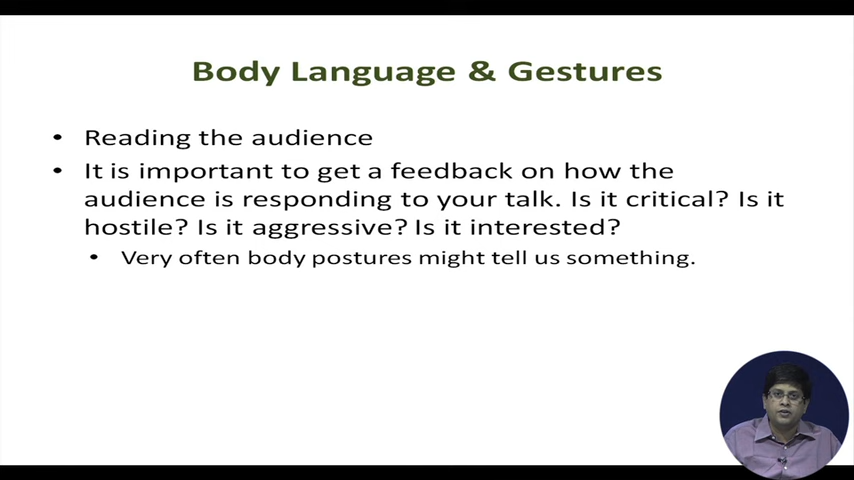 Body Language & Gestures
• Reading the audience
• It is important to get a feedback on how the
audience is responding to your talk. Is it critical? Is it
hostile? Is it aggressive? Is it interested?
• Very often body postures might tell us something.